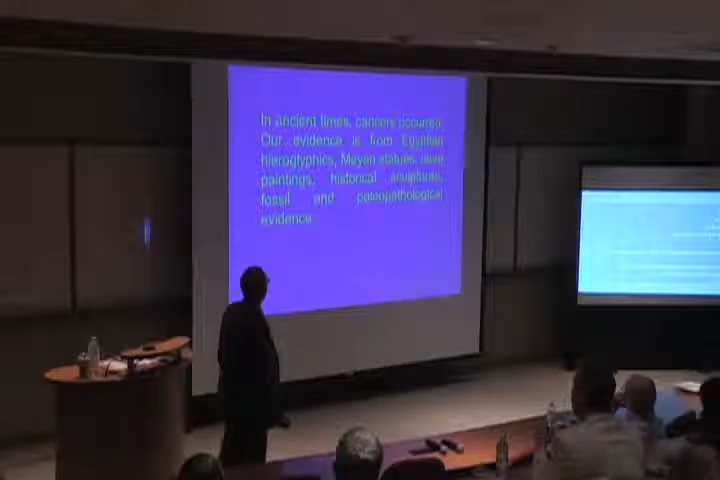 In ancient times, cancers occurred.
Our evidence is from Egyptian
hieroglyphics, Mayan statues, cave
paintings, historical sculptures,
fossil and paleopathological
evidence